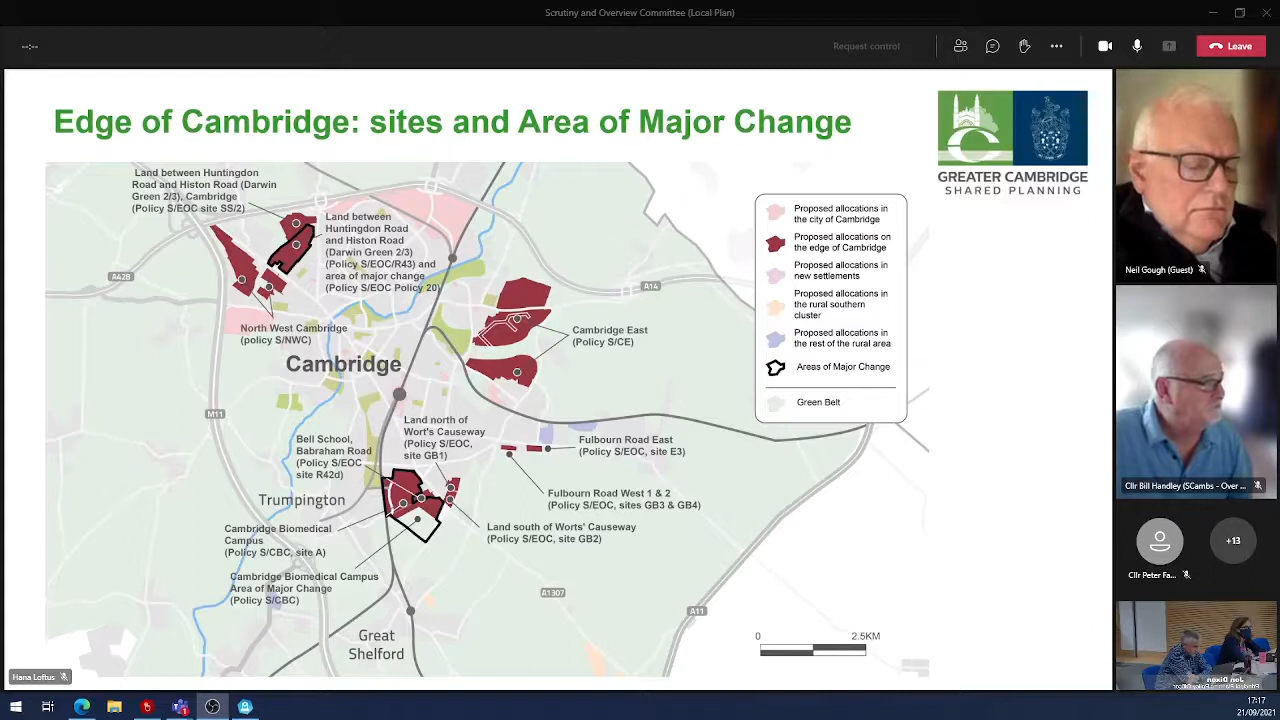 Scrutiny and Overview Committee (Local Plan)
--:--
Request control
Leave
Edge of Cambridge: sites and Area of Major Change
GREATER CAMBRIDGE
SHARED PLANNING
Land between Huntingdon
Road and Histon Road (Darwin
Green 2/3), Cambridge
(Policy S/EOC site SS/2)
Land between
Huntingdon Road
and Histon Road
(Darwin Green 2/3)
(Policy S/EOC/R43) and
area of major change
(Policy S/EOC Policy 20)
A428
A14
North West Cambridge
(policy S/NWC)
Cambridge East
(Policy S/CE)
Cambridge
M11
Land north of
Wort's Causeway
(Policy S/EOC,
site GB1)
Bell School,
Babraham Road
(Policy S/EOC
site R42d)
Fulbourn Road East
(Policy S/EOC, site E3)
Trumpington
Fulbourn Road West 1 & 2
(Policy S/EOC, sites GB3 & GB4)
Land south of Worts' Causeway
(Policy S/EOC, site GB2)
Cambridge Biomedical
Campus
(Policy S/CBC, site A)
Cambridge Biomedical Campus
Area of Major Change
(Policy S/CBC)
A1307
A11
Great
Shelford
0 2.5KM
Proposed allocations in
the city of Cambridge
Proposed allocations on
the edge of Cambridge
Proposed allocations in
new settlements
Proposed allocations in
the rural southern
cluster
Proposed allocations in
the rest of the rural area
Areas of Major Change
Green Belt
Neil Gough (Guest)
Cllr Bill Handley (SCambs - Over ...
+13
Cllr Peter Fa...
Hana Loftus
17:17
21/09/2021